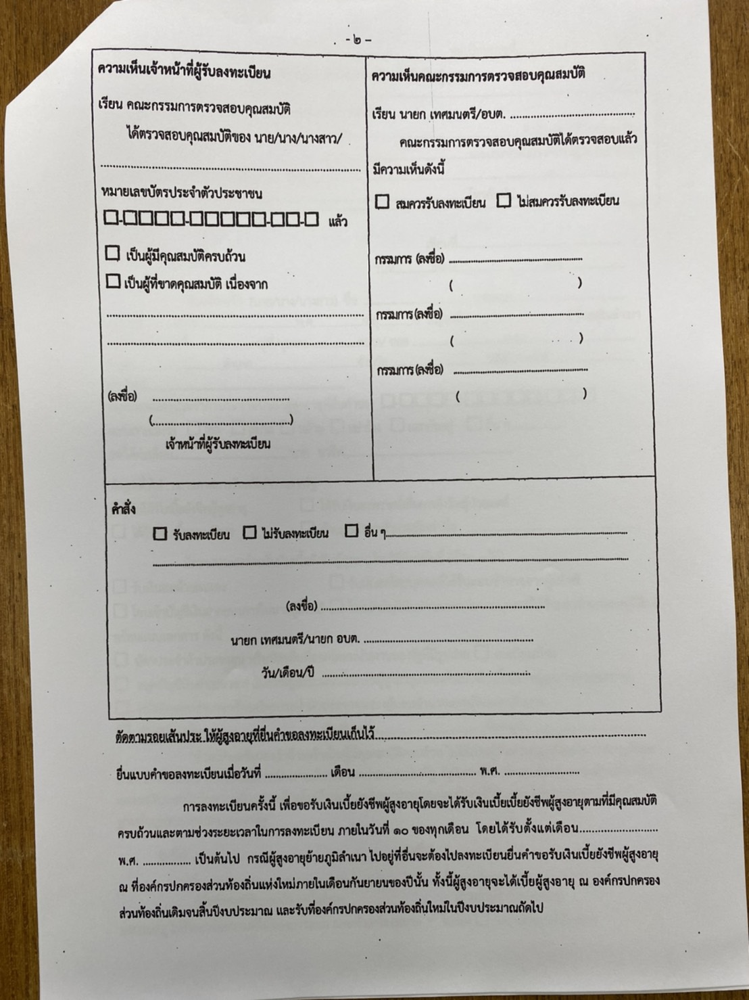 - ๒ -
ความเห็นเจ้าหน้าที่ผู้รับลงทะเบียน
เรียน คณะกรรมการตรวจสอบคุณสมบัติ
ได้ตรวจสอบคุณสมบัติของ นาย/นาง/นางสาว/
................................................................
หมายเลขบัตรประจำตัวประชาชน
☐-☐☐☐☐-☐☐☐☐☐-☐☐-☐ แล้ว
☐ เป็นผู้มีคุณสมบัติครบถ้วน
☐ เป็นผู้ที่ขาดคุณสมบัติ เนื่องจาก
................................................................
................................................................
(ลงชื่อ) ........................................
(........................................)
เจ้าหน้าที่ผู้รับลงทะเบียน
ความเห็นคณะกรรมการตรวจสอบคุณสมบัติ
เรียน นายก เทศมนตรี/อบต. ........................................
คณะกรรมการตรวจสอบคุณสมบัติได้ตรวจสอบแล้ว
มีความเห็นดังนี้
☐ สมควรรับลงทะเบียน ☐ ไม่สมควรรับลงทะเบียน
กรรมการ (ลงชื่อ) ........................................
( )
กรรมการ (ลงชื่อ) ........................................
( )
กรรมการ (ลงชื่อ) ........................................
( )
คำสั่ง
☐ รับลงทะเบียน ☐ ไม่รับลงทะเบียน ☐ อื่น ๆ................................................................
................................................................
(ลงชื่อ) ................................................................
นายก เทศมนตรี/นายก อบต. ..................................................
วัน/เดือน/ปี ................................................................
ตัดตามรอยเส้นประ ให้ผู้สูงอายุที่ยื่นคำขอลงทะเบียนเก็บไว้................................................................
ยื่นแบบคำขอลงทะเบียนเมื่อวันที่ .................... เดือน ........................................ พ.ศ. ........................
การลงทะเบียนครั้งนี้ เพื่อขอรับเงินเบี้ยยังชีพผู้สูงอายุโดยจะได้รับเงินเบี้ยเบี้ยยังชีพผู้สูงอายุตามที่มีคุณสมบัติ
ครบถ้วนและตามช่วงระยะเวลาในการลงทะเบียน ภายในวันที่ ๑๐ ของทุกเดือน โดยได้รับตั้งแต่เดือน..........................
พ.ศ. ................ เป็นต้นไป กรณีผู้สูงอายุย้ายภูมิลำเนา ไปอยู่ที่อื่นจะต้องไปลงทะเบียนยื่นคำขอรับเงินเบี้ยยังชีพผู้สูงอายุ
ณ ที่องค์กรปกครองส่วนท้องถิ่นแห่งใหม่ภายในเดือนกันยายนของปีนั้น ทั้งนี้ผู้สูงอายุจะได้เบี้ยผู้สูงอายุ ณ องค์กรปกครอง
ส่วนท้องถิ่นเดิมจนสิ้นปีงบประมาณ และรับที่องค์กรปกครองส่วนท้องถิ่นใหม่ในปีงบประมาณถัดไป